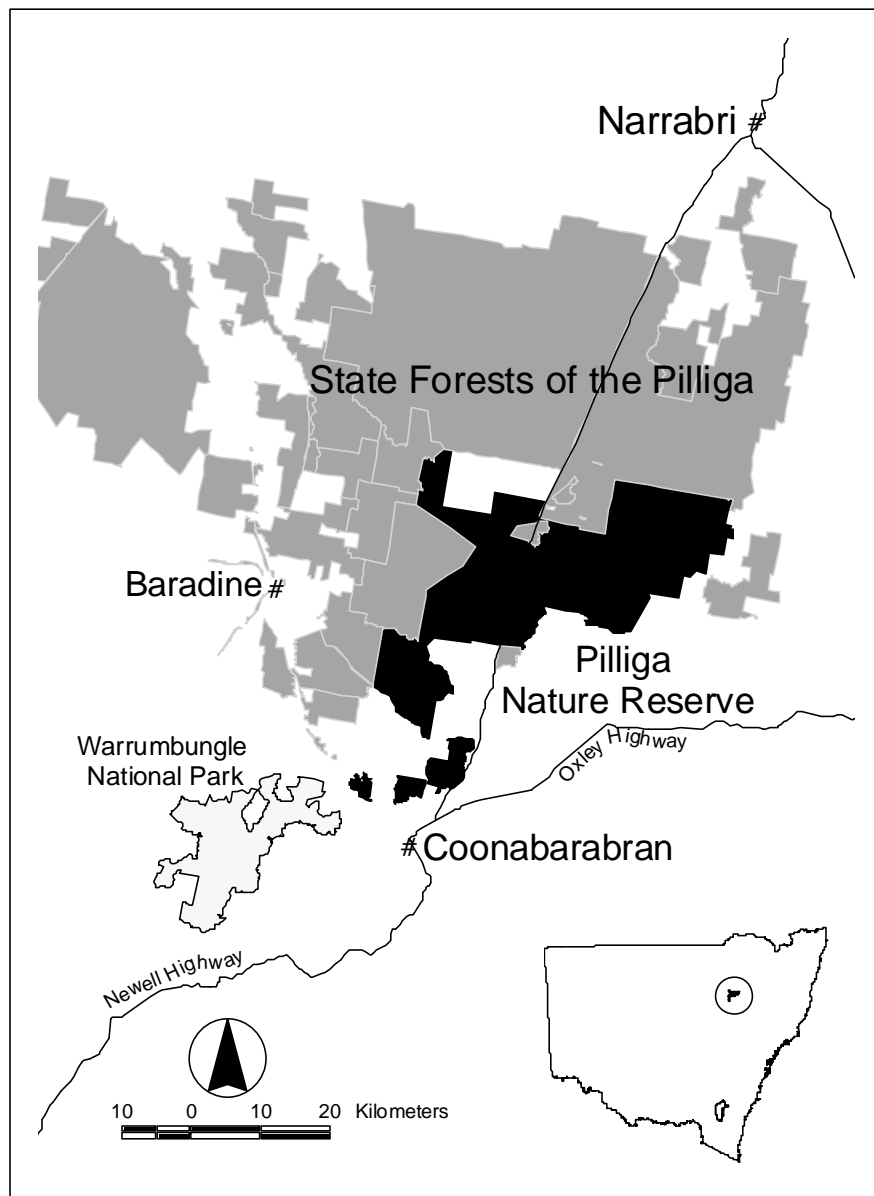 Narrabri #
State Forests of the Pilliga
Baradine #
Pilliga
Nature Reserve
Oxley Highway
Warrumbungle
National Park
# Coonabarabran
Newell Highway
10 0 10 20 Kilometers